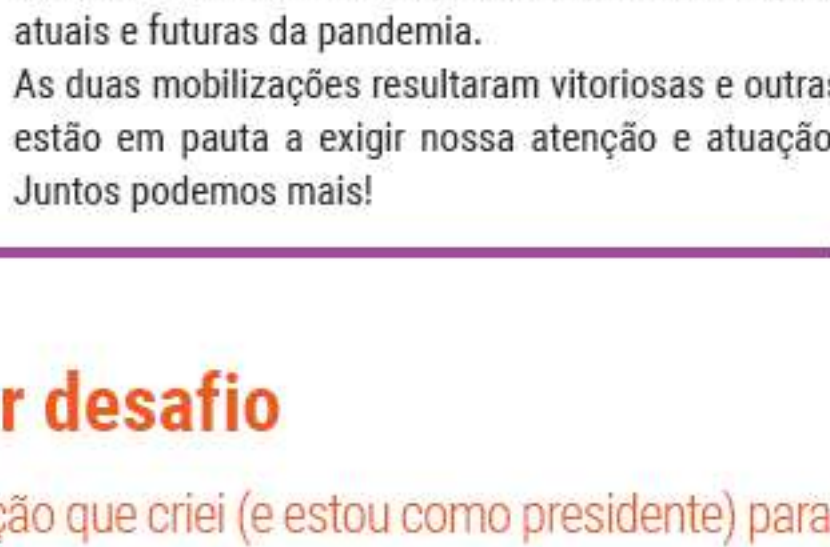 atuais e futuras da pandemia.
As duas mobilizações resultaram vitoriosas e outras
estão em pauta a exigir nossa atenção e atuação
Juntos podemos mais!
r desafio
ção que criei (e estou como presidente) para